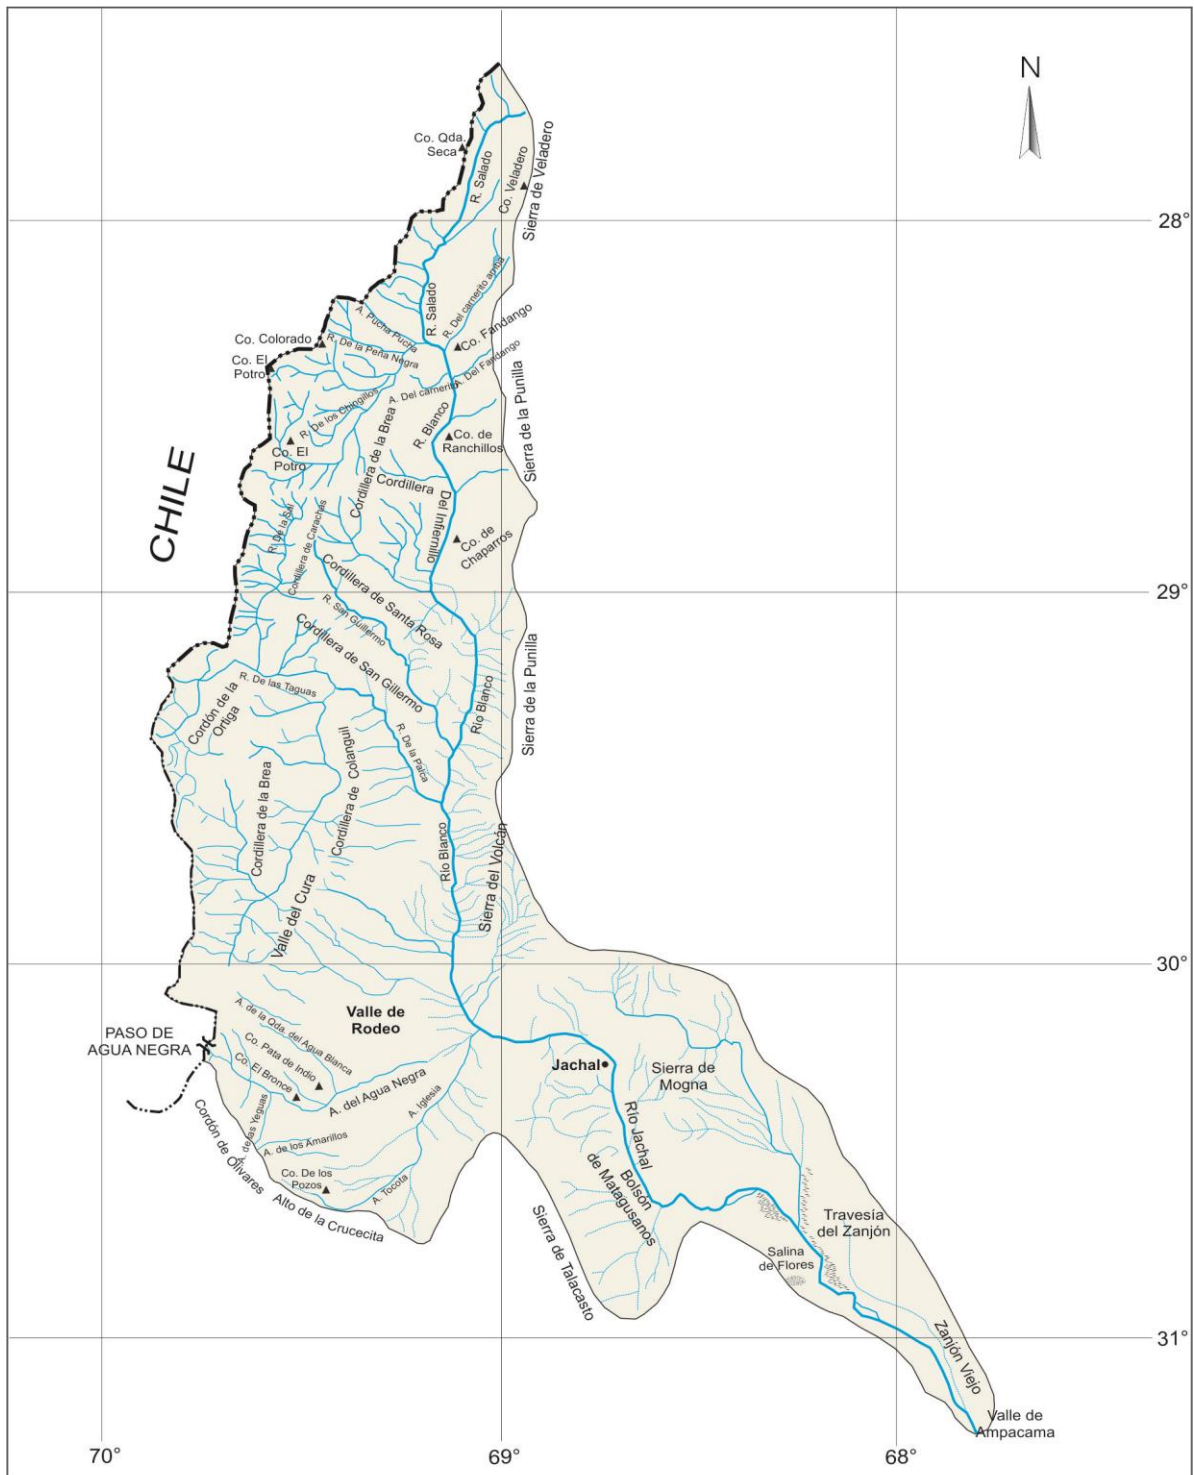 N
Co. Qda.
Seca
R. Salado
Co. Veladero
Sierra de Veladero
28°
R. Salado
R. Del carnerito arriba
A. Pucha Pucha
Co. Fandango
Co. Colorado
R. De la Peña Negra
Co. El
Potro
A. Del Fandango
A. Del carnerito
R. De los Chingillos
Cordillera de la Brea
R. Blanco
Sierra de la Punilla
Co. de
Ranchillos
Co. El
Potro
Cordillera
CHILE
Del Infiernillo
R. De la Sal
Cordillera de Carachas
Co. de
Chaparros
29°
Cordillera de Santa Rosa
R. San Guillermo
Cordillera de San Gillermo
Sierra de la Punilla
R. De las Taguas
Rio Blanco
Cordón de la
Ortiga
R. De la Palca
Cordillera de Colanguil
Cordillera de la Brea
Rio Blanco
Sierra del Volcán
Valle del Cura
30°
Valle de
Rodeo
A. de la Qda. del Agua Blanca
PASO DE
AGUA NEGRA
Co. Pata de Indio
Co. El Bronce
Jachal
Sierra de
Mogna
A. del Agua Negra
A. Iglesia
A. de las Yeguas
Río Jachal
Cordón de Olivares
A. de los Amarillos
Co. De los
Pozos
A. Tocota
Bolsón
de Matagusanos
Alto de la Crucecita
Sierra de Talacasto
Travesía
del Zanjón
Salina
de Flores
31°
Zanjón Viejo
Valle de
Ampacama
70°
69°
68°